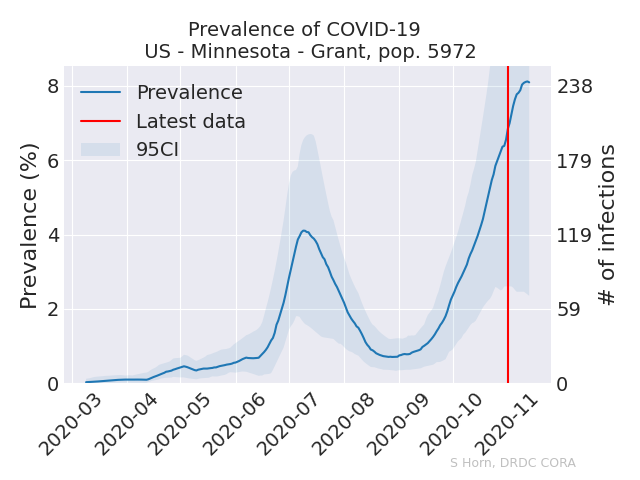 Prevalence of COVID-19
US - Minnesota - Grant, pop. 5972
Prevalence
Latest data
95CI
Prevalence (%)
8
6
4
2
0
# of infections
238
179
119
59
0
2020-03
2020-04
2020-05
2020-06
2020-07
2020-08
2020-09
2020-10
2020-11
S Horn, DRDC CORA